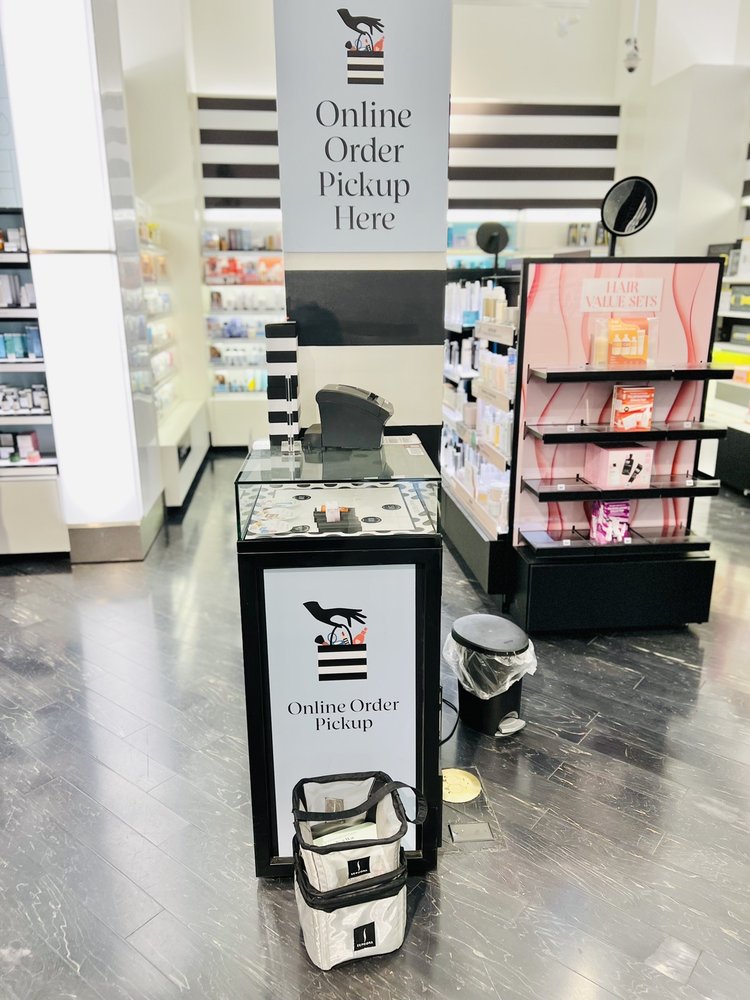 Online
Order
Pickup
Here
HAIR
VALUE SETS
Online Order
Pickup
SEPHORA
SEPHORA